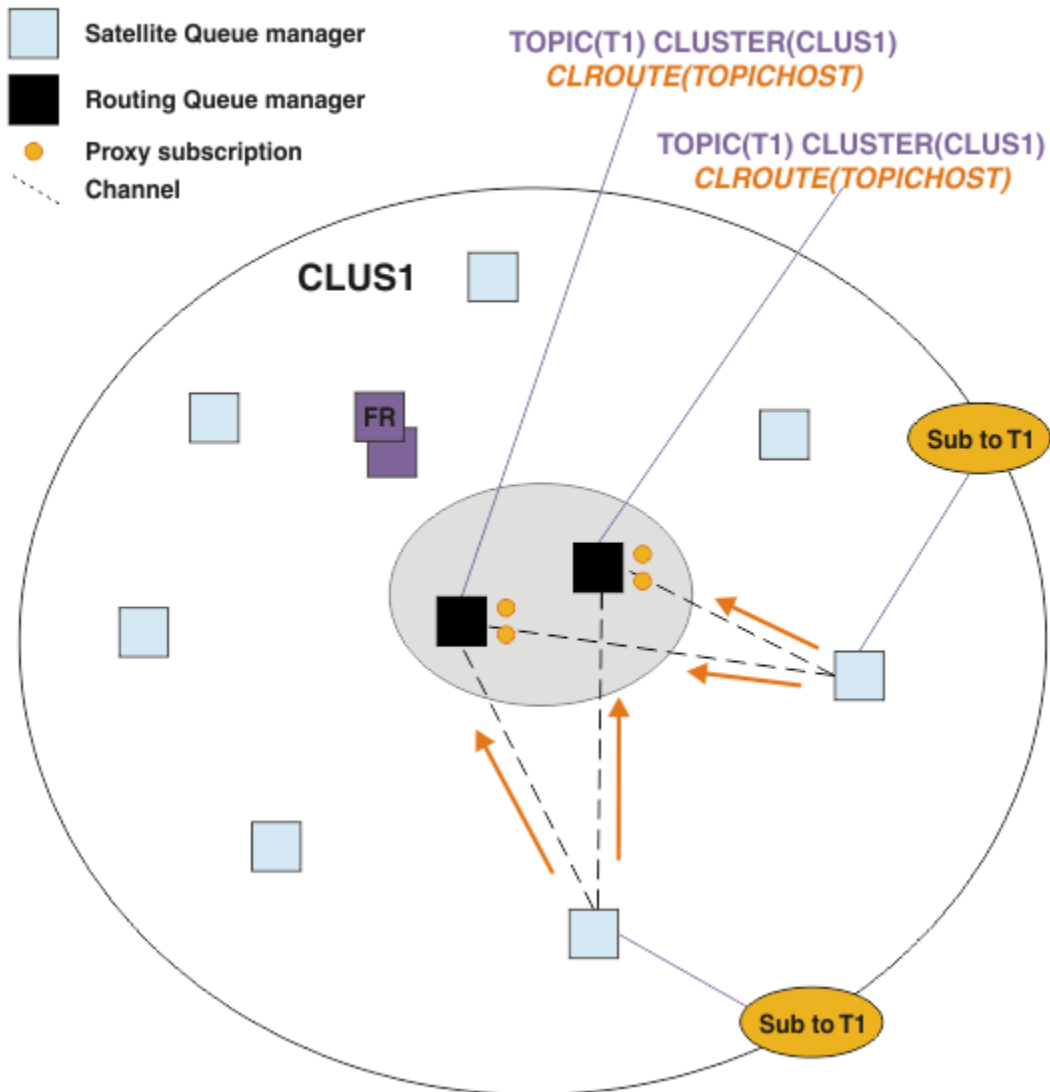 Satellite Queue manager
Routing Queue manager
Proxy subscription
Channel
TOPIC(T1) CLUSTER(CLUS1)
CLROUTE(TOPICHOST)
TOPIC(T1) CLUSTER(CLUS1)
CLROUTE(TOPICHOST)
CLUS1
FR
Sub to T1
Sub to T1